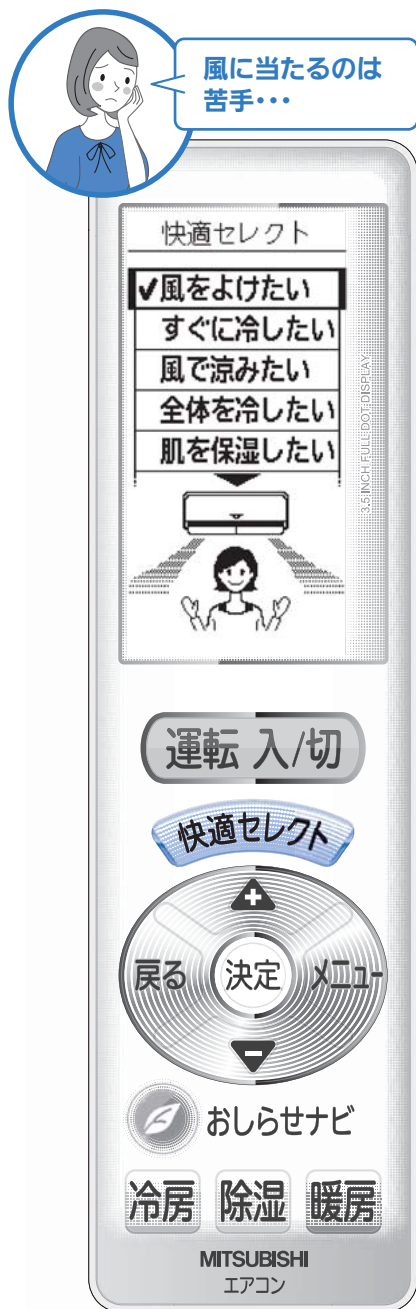 風に当たるのは
苦手・・・
快適セレクト
✔風をよけたい
すぐに冷したい
風で涼みたい
全体を冷したい
肌を保湿したい
3.5 INCH FULL DOT DISPLAY
運転 入/切
快適セレクト
+
戻る 決定 メニュー
-
おしらせナビ
冷房 除湿 暖房
MITSUBISHI
エアコン